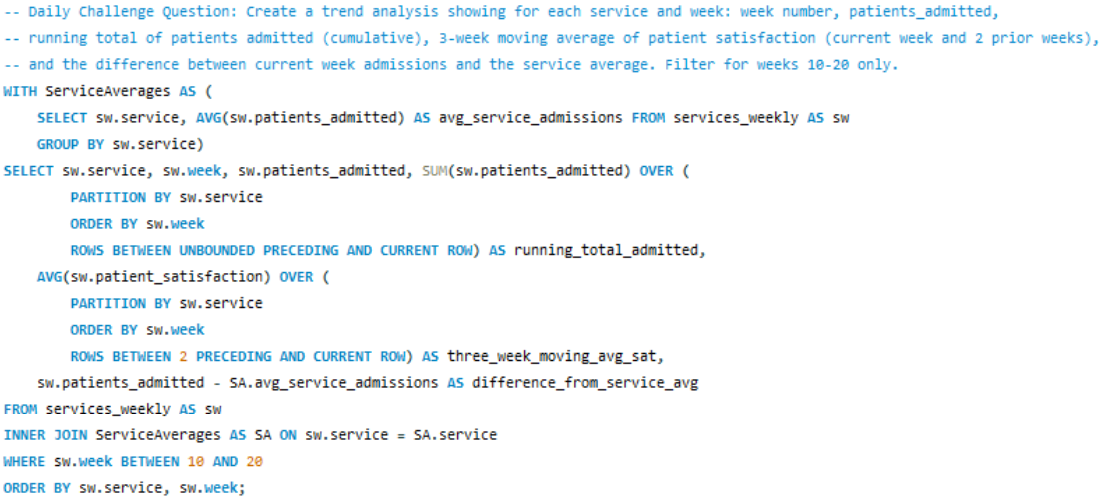 -- Daily Challenge Question: Create a trend analysis showing for each service and week: week number, patients_admitted,
-- running total of patients admitted (cumulative), 3-week moving average of patient satisfaction (current week and 2 prior weeks),
-- and the difference between current week admissions and the service average. Filter for weeks 10-20 only.
WITH ServiceAverages AS (
    SELECT sw.service, AVG(sw.patients_admitted) AS avg_service_admissions FROM services_weekly AS sw
    GROUP BY sw.service)
SELECT sw.service, sw.week, sw.patients_admitted, SUM(sw.patients_admitted) OVER (
        PARTITION BY sw.service
        ORDER BY sw.week
        ROWS BETWEEN UNBOUNDED PRECEDING AND CURRENT ROW) AS running_total_admitted,
    AVG(sw.patient_satisfaction) OVER (
        PARTITION BY sw.service
        ORDER BY sw.week
        ROWS BETWEEN 2 PRECEDING AND CURRENT ROW) AS three_week_moving_avg_sat,
    sw.patients_admitted - SA.avg_service_admissions AS difference_from_service_avg
FROM services_weekly AS sw
INNER JOIN ServiceAverages AS SA ON sw.service = SA.service
WHERE sw.week BETWEEN 10 AND 20
ORDER BY sw.service, sw.week;